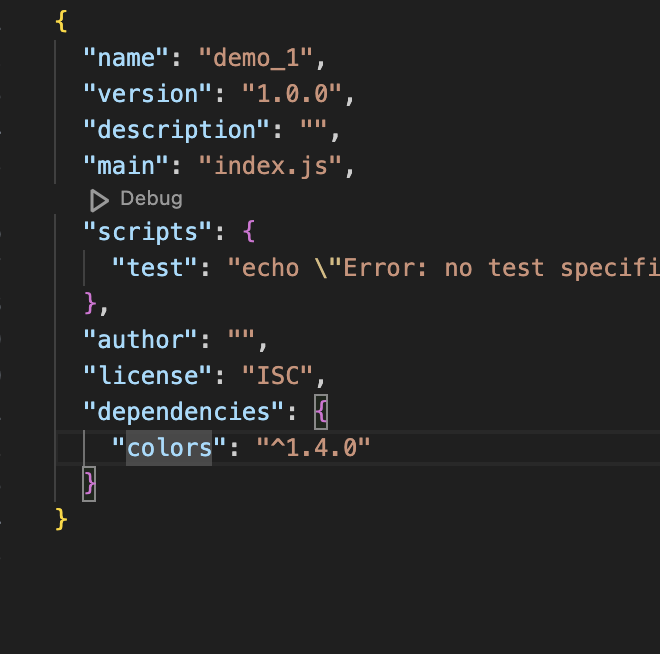 {
"name": "demo_1",
"version": "1.0.0",
"description": "",
"main": "index.js",
Debug
"scripts": {
"test": "echo \"Error: no test specifi
},
"author": "",
"license": "ISC",
"dependencies": {
"colors": "^1.4.0"
}
}